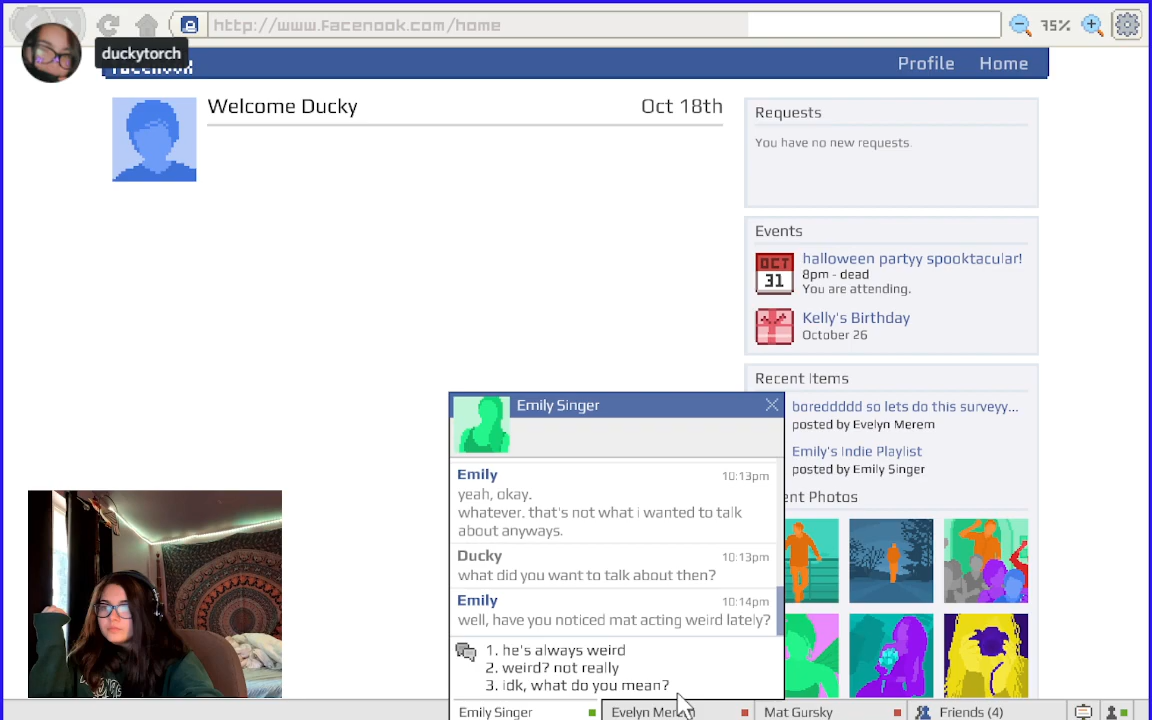 http://www.Facenook.com/home
75%
duckytorch
facenook
Profile
Home
Welcome Ducky
Oct 18th
Requests
You have no new requests.
Events
OCT
31
halloween partyy spooktacular!
8pm - dead
You are attending.
Kelly's Birthday
October 26
Recent Items
boreddddd so lets do this surveyy...
posted by Evelyn Merem
Emily's Indie Playlist
posted by Emily Singer
ent Photos
Emily Singer
Emily
10:13pm
yeah, okay.
whatever. that's not what i wanted to talk
about anyways.
Ducky
10:13pm
what did you want to talk about then?
Emily
10:14pm
well, have you noticed mat acting weird lately?
1. he's always weird
2. weird? not really
3. idk, what do you mean?
Emily Singer
Evelyn Merem
Mat Gursky
Friends (4)